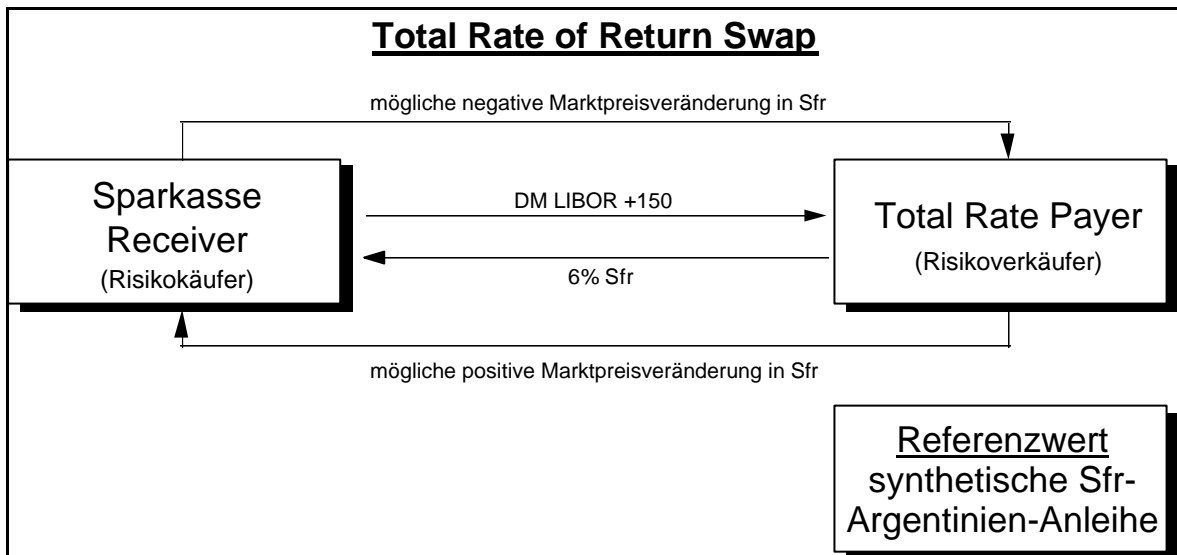 Total Rate of Return Swap
mögliche negative Marktpreisveränderung in Sfr
Sparkasse
Receiver
(Risikokäufer)
DM LIBOR +150
6% Sfr
Total Rate Payer
(Risikoverkäufer)
mögliche positive Marktpreisveränderung in Sfr
Referenzwert
synthetische Sfr-
Argentinien-Anleihe